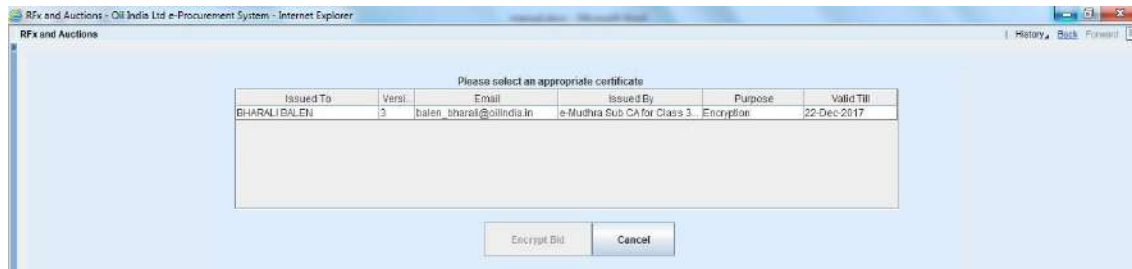 RFx and Auctions - Oil India Ltd e-Procurement System - Internet Explorer
RFx and Auctions
History Back Forward
Please select an appropriate certificate
Issued To Versi.. Email Issued By Purpose Valid Till
BHARALI BALEN 3 balen_bharali@oilindia.in e-Mudhra Sub CA for Class 3... Encryption 22-Dec-2017
Encrypt Bid Cancel